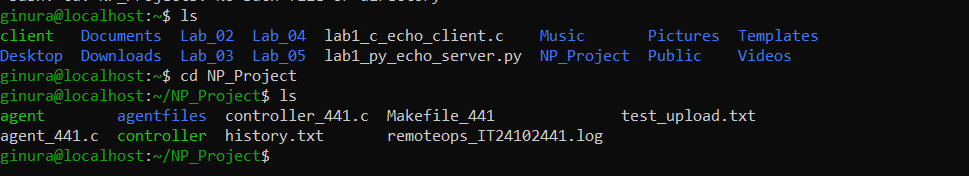 ginura@localhost:~$ ls
client Documents Lab_02 Lab_04 lab1_c_echo_client.c Music Pictures Templates
Desktop Downloads Lab_03 Lab_05 lab1_py_echo_server.py NP_Project Public Videos
ginura@localhost:~$ cd NP_Project
ginura@localhost:~/NP_Project$ ls
agent agentfiles controller_441.c Makefile_441 test_upload.txt
agent_441.c controller history.txt remoteops_IT24102441.log
ginura@localhost:~/NP_Project$